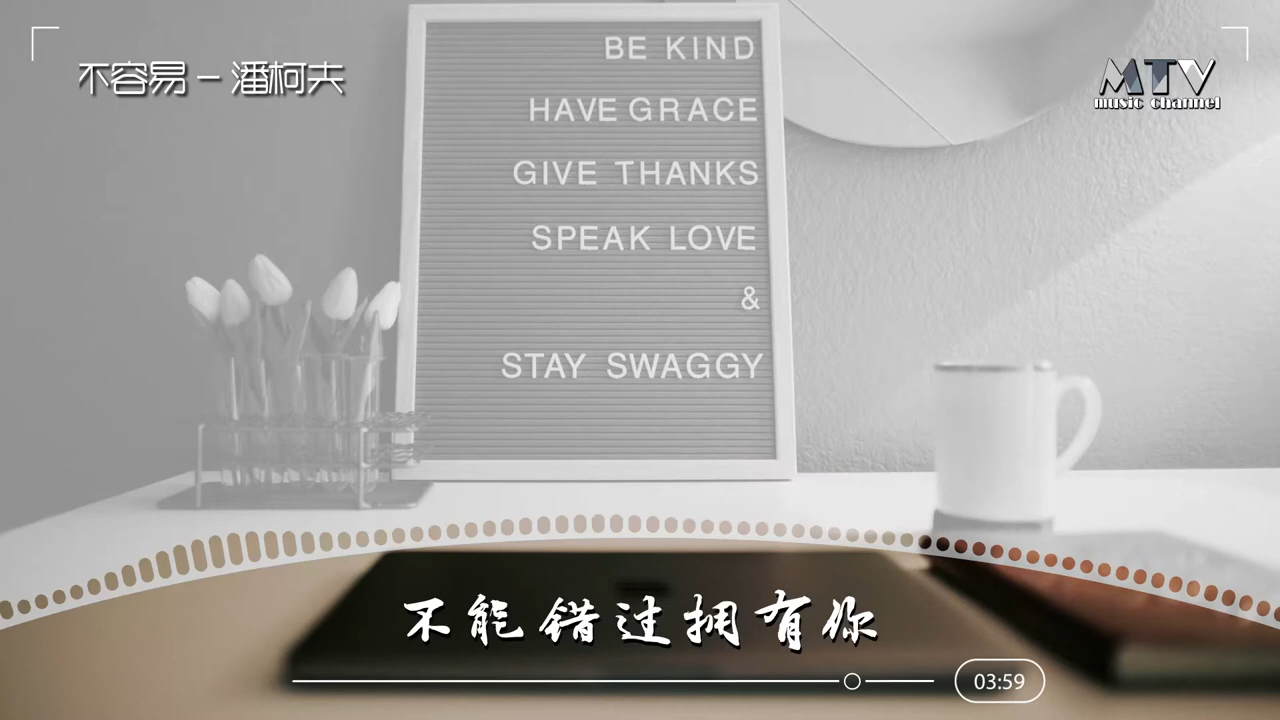 不容易 - 潘柯夫
MTV
music channel
BE KIND
HAVE GRACE
GIVE THANKS
SPEAK LOVE
&
STAY SWAGGY
不能错过拥有你
03:59